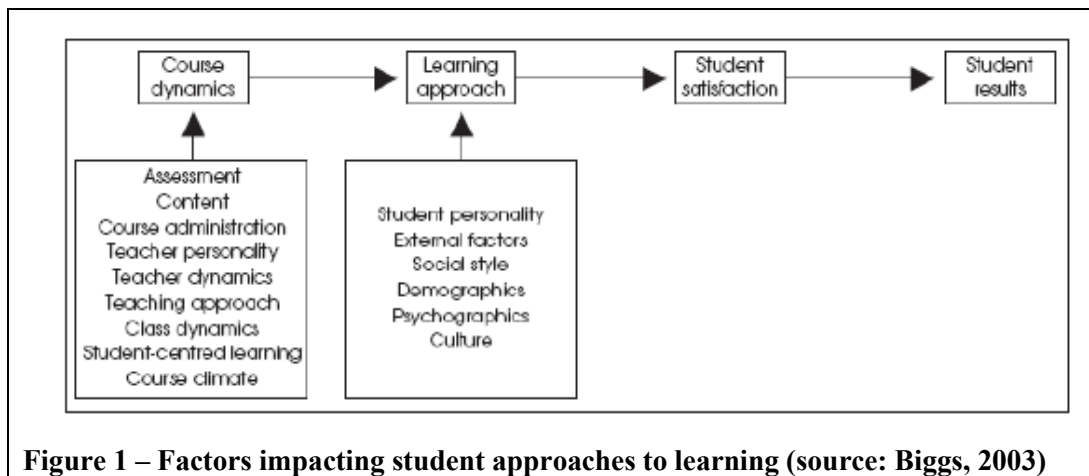 Course
dynamics
Learning
approach
Student
satisfaction
Student
results
Assessment
Content
Course administration
Teacher personality
Teacher dynamics
Teaching approach
Class dynamics
Student-centred learning
Course climate
Student personality
External factors
Social style
Demographics
Psychographics
Culture
Figure 1 – Factors impacting student approaches to learning (source: Biggs, 2003)